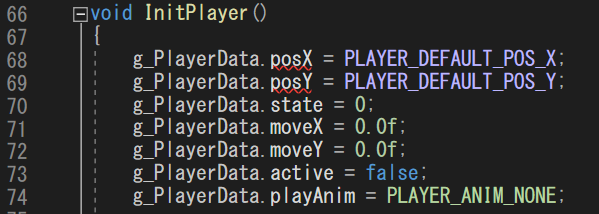 66 void InitPlayer()
67 {
68 g_PlayerData.posX = PLAYER_DEFAULT_POS_X;
69 g_PlayerData.posY = PLAYER_DEFAULT_POS_Y;
70 g_PlayerData.state = 0;
71 g_PlayerData.moveX = 0.0f;
72 g_PlayerData.moveY = 0.0f;
73 g_PlayerData.active = false;
74 g_PlayerData.playAnim = PLAYER_ANIM_NONE;